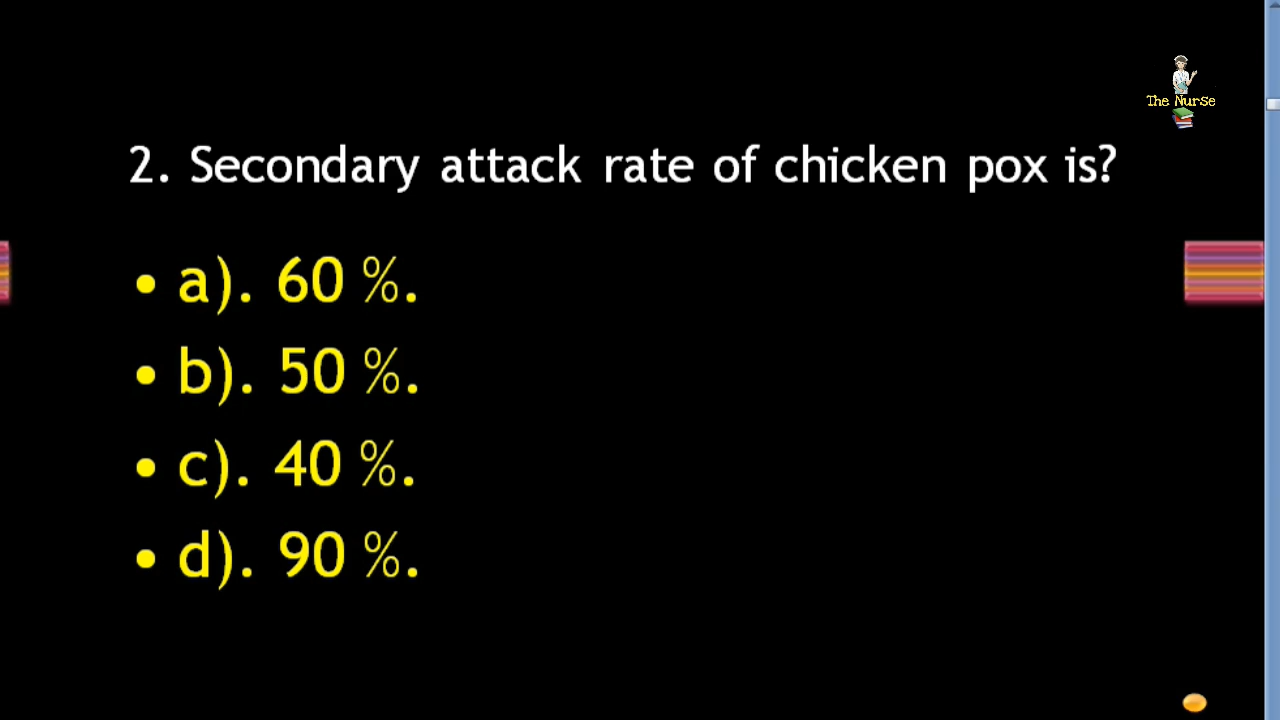 The Nurse
2. Secondary attack rate of chicken pox is?
• a). 60 %.
• b). 50 %.
• c). 40 %.
• d). 90 %.